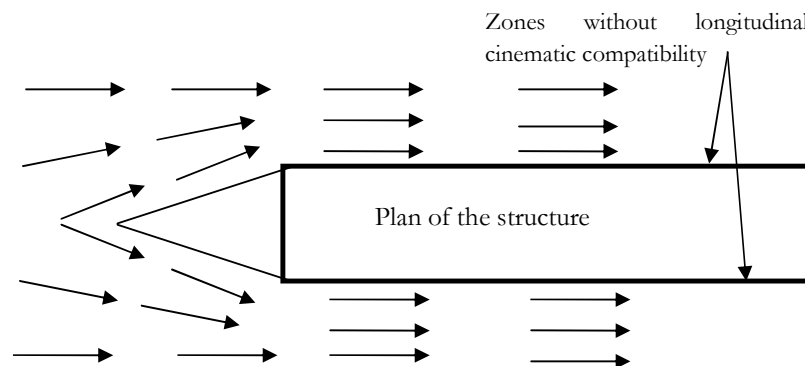 Zones without longitudinal
cinematic compatibility
Plan of the structure